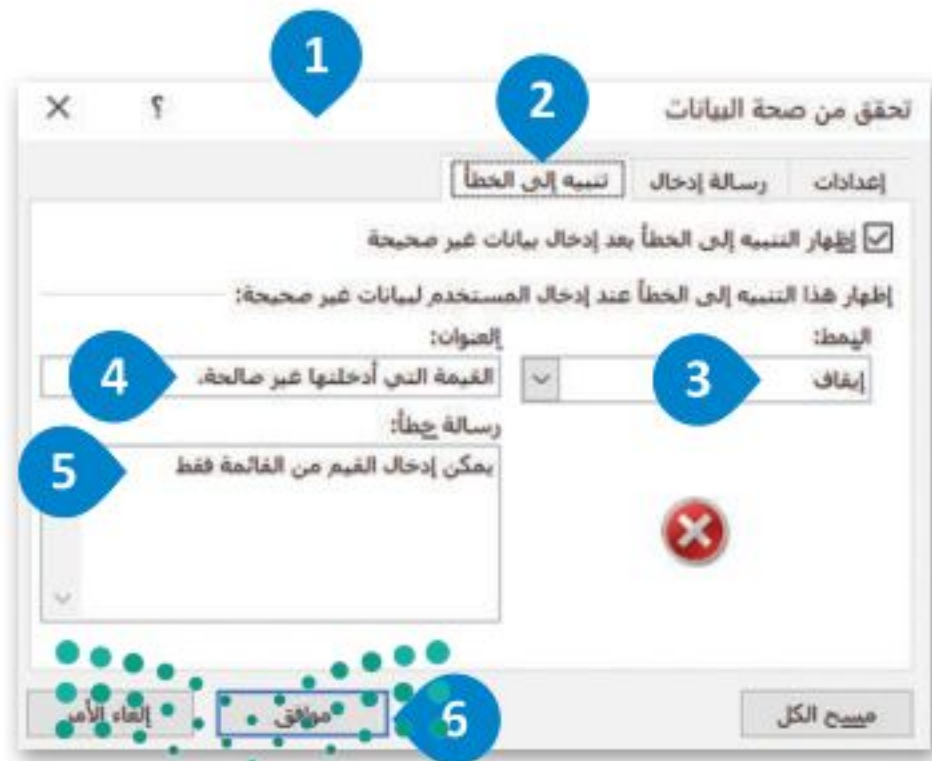 1
2
تحقق من صحة البيانات
؟
إعدادات
رسالة إدخال
تنبيه إلى الخطأ
إظهار التنبيه إلى الخطأ بعد إدخال بيانات غير صحيحة
إظهار هذا التنبيه إلى الخطأ عند إدخال المستخدم لبيانات غير صحيحة:
النمط:
العنوان:
إيقاف
3
القيمة التي أدخلتها غير صالحة.
4
رسالة خطأ:
يمكن إدخال القيم من القائمة فقط
5
مسح الكل
6
موافق
إلغاء الأمر